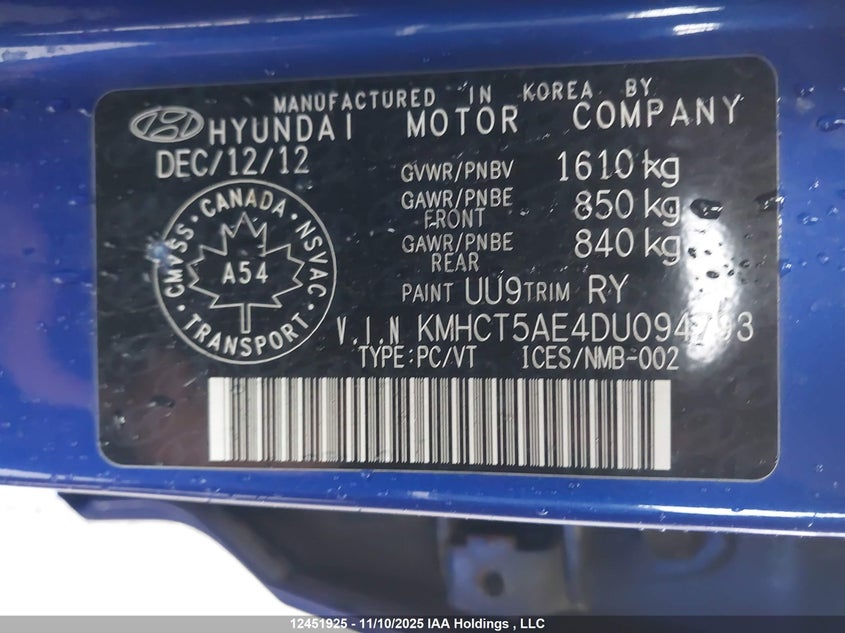 MANUFACTURED IN KOREA BY
HYUNDAI MOTOR COMPANY
DEC/12/12
GVWR/PNBV 1610 kg
GAWR/PNBE FRONT 850 kg
GAWR/PNBE REAR 840 kg
CMVSS · CANADA · NSVAC
A54
TRANSPORT
PAINT UU9 TRIM RY
V.I.N KMHCT5AE4DU094793
TYPE:PC/VT ICES/NMB-002
12451925 - 11/10/2025 IAA Holdings , LLC